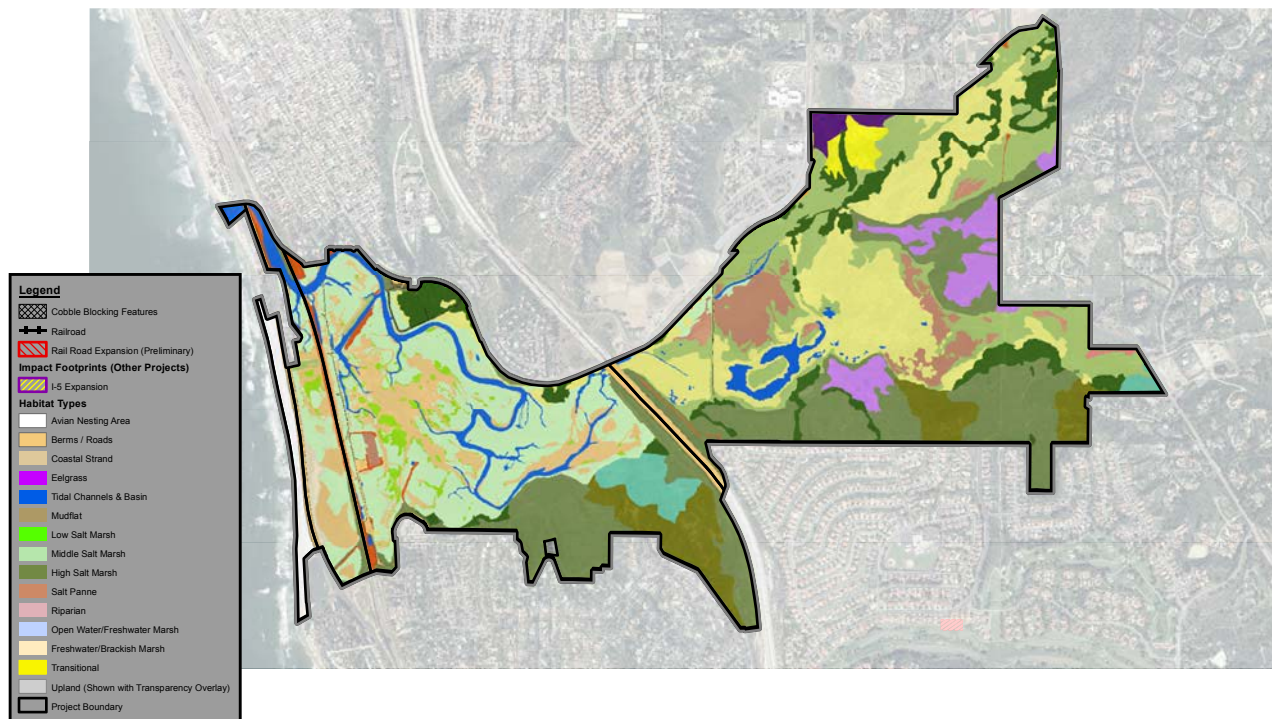 Legend
Cobble Blocking Features
Railroad
Rail Road Expansion (Preliminary)
Impact Footprints (Other Projects)
I-5 Expansion
Habitat Types
Avian Nesting Area
Berms / Roads
Coastal Strand
Eelgrass
Tidal Channels & Basin
Mudflat
Low Salt Marsh
Middle Salt Marsh
High Salt Marsh
Salt Panne
Riparian
Open Water/Freshwater Marsh
Freshwater/Brackish Marsh
Transitional
Upland (Shown with Transparency Overlay)
Project Boundary